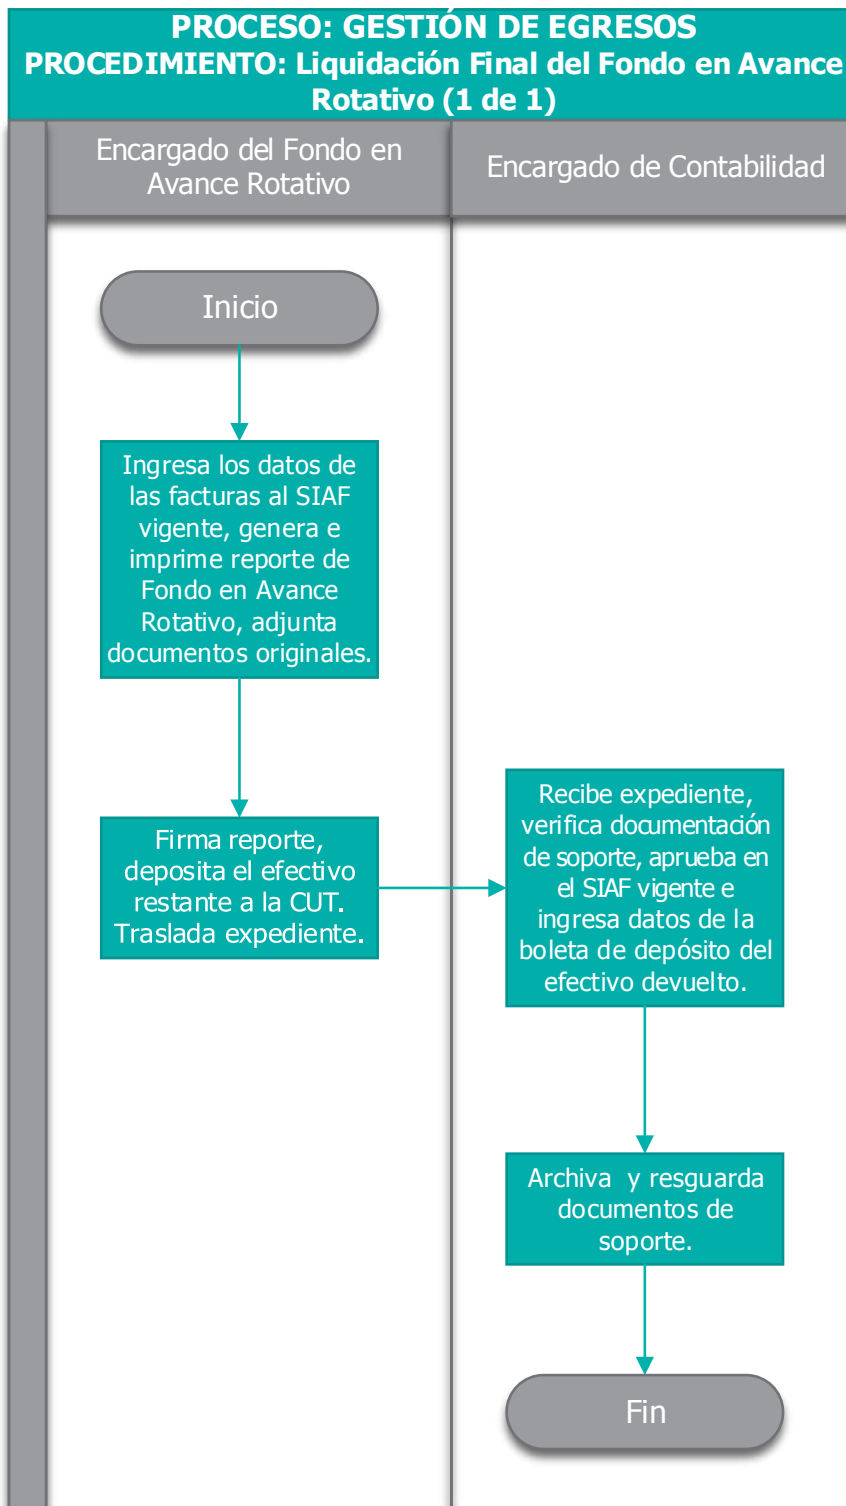 PROCESO: GESTIÓN DE EGRESOS
PROCEDIMIENTO: Liquidación Final del Fondo en Avance
Rotativo (1 de 1)
Encargado del Fondo en
Avance Rotativo
Encargado de Contabilidad
Inicio
Ingresa los datos de
las facturas al SIAF
vigente, genera e
imprime reporte de
Fondo en Avance
Rotativo, adjunta
documentos originales.
Firma reporte,
deposita el efectivo
restante a la CUT.
Traslada expediente.
Recibe expediente,
verifica documentación
de soporte, aprueba en
el SIAF vigente e
ingresa datos de la
boleta de depósito del
efectivo devuelto.
Archiva y resguarda
documentos de
soporte.
Fin